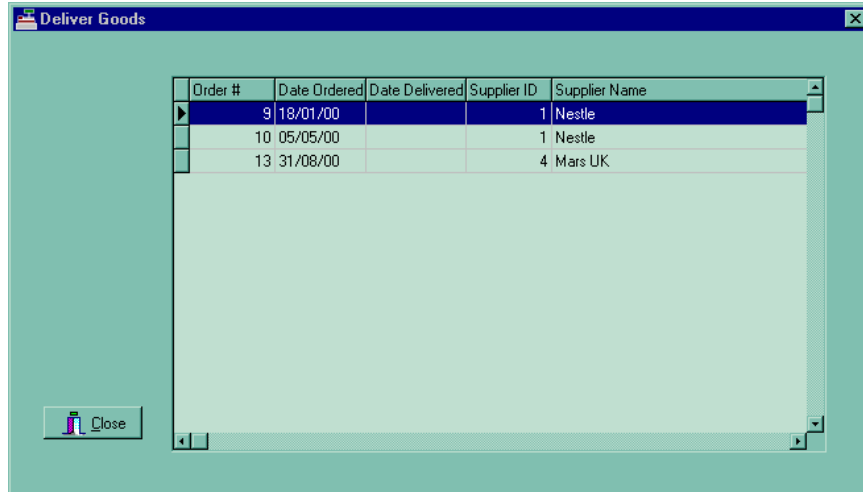 Deliver Goods
Order # Date Ordered Date Delivered Supplier ID Supplier Name
9 18/01/00 1 Nestle
10 05/05/00 1 Nestle
13 31/08/00 4 Mars UK
Close